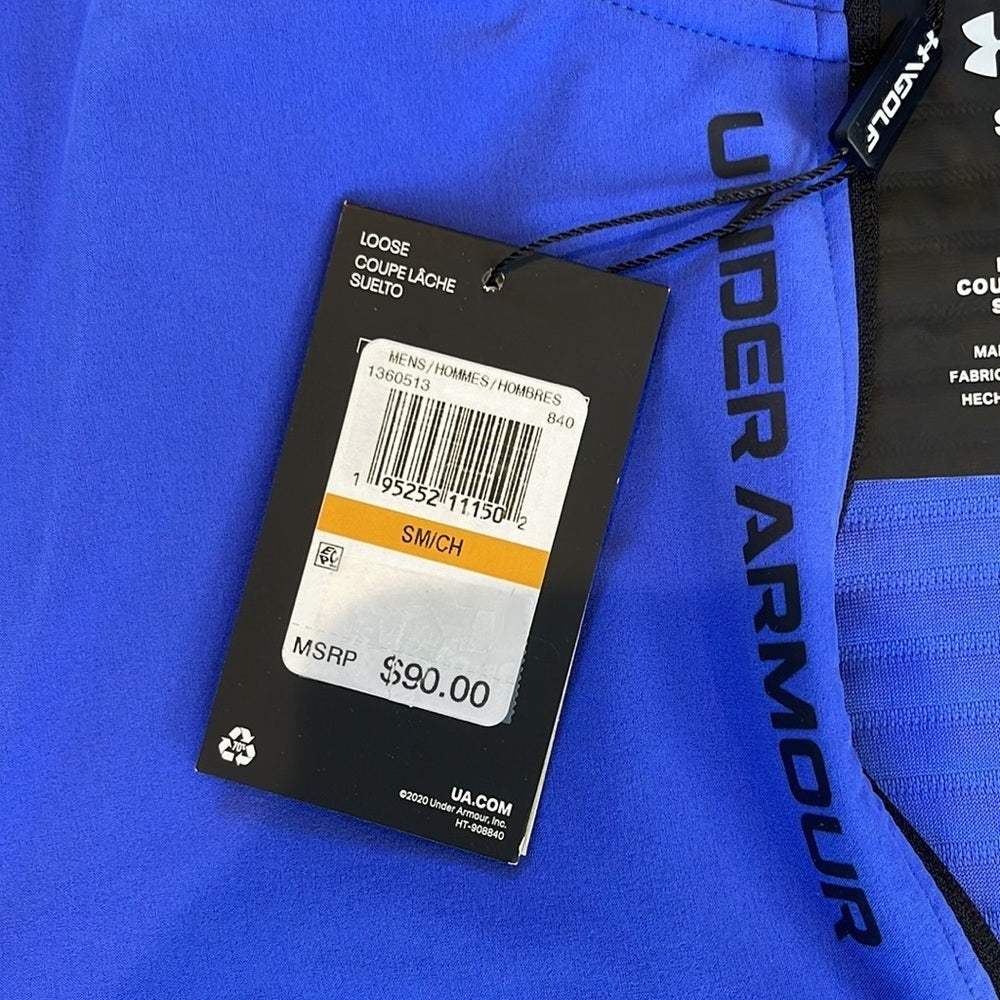 GOLF
UNDER ARMOUR
LOOSE
COUPE LÂCHE
SUELTO
MENS/HOMMES/HOMBRES
1360513
840
1 95252 11150 2
SM/CH
MSRP $90.00
70%
UA.COM
©2020 Under Armour, Inc.
HT-908840
COU
S
MA
FABRIC
HECH